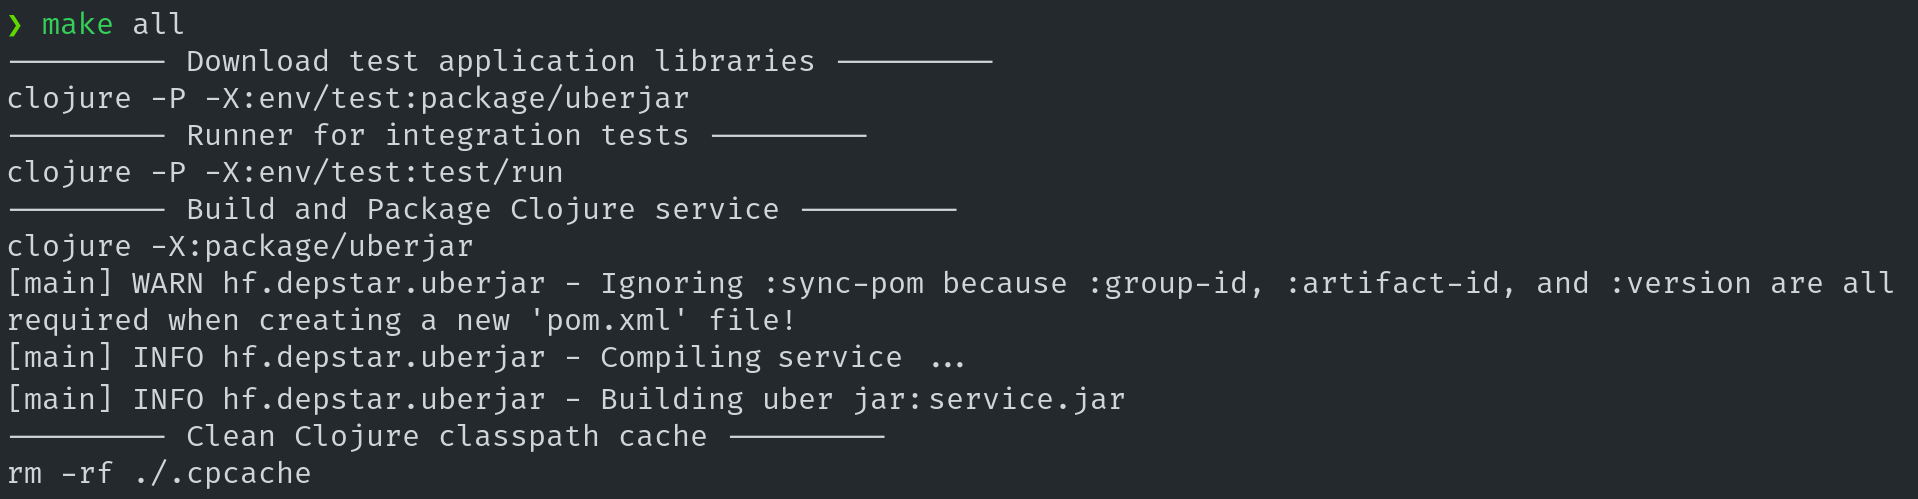 ❯ make all
--------- Download test application libraries ---------
clojure -P -X:env/test:package/uberjar
--------- Runner for integration tests ---------
clojure -P -X:env/test:test/run
--------- Build and Package Clojure service ---------
clojure -X:package/uberjar
[main] WARN hf.depstar.uberjar - Ignoring :sync-pom because :group-id, :artifact-id, and :version are all
required when creating a new 'pom.xml' file!
[main] INFO hf.depstar.uberjar - Compiling service ...
[main] INFO hf.depstar.uberjar - Building uber jar:service.jar
--------- Clean Clojure classpath cache ---------
rm -rf ./.cpcache